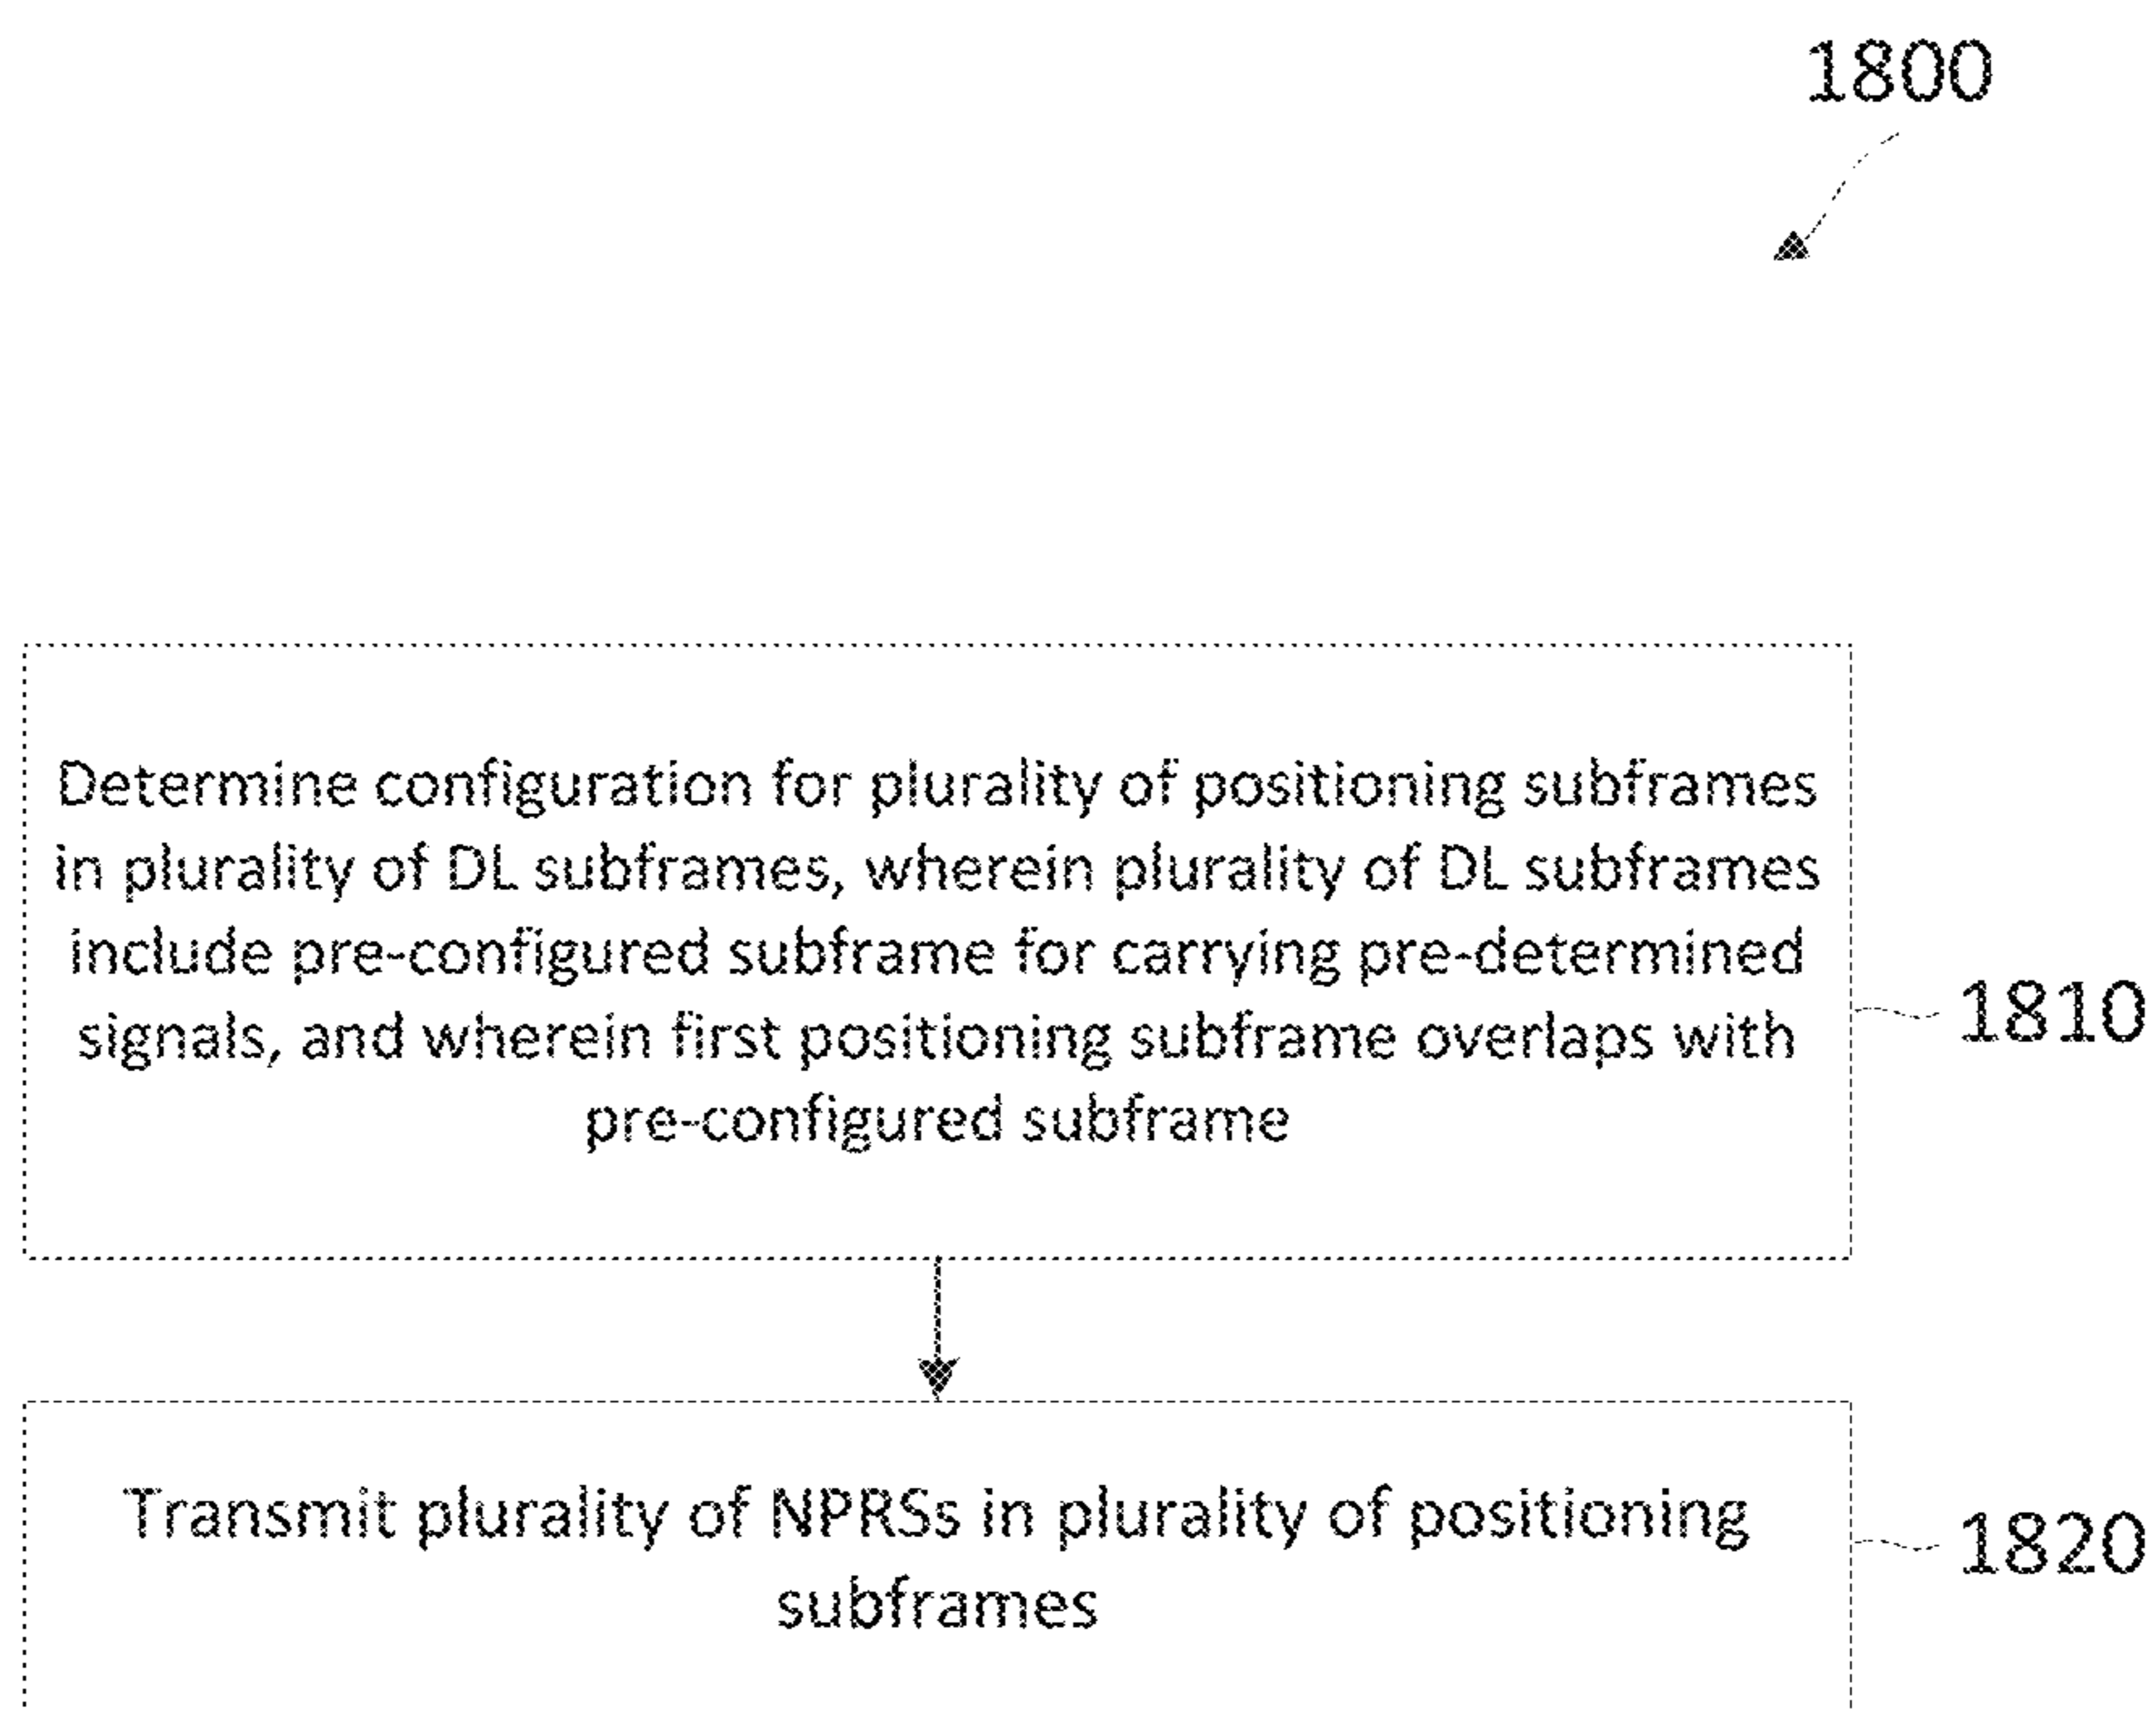 1800
Determine configuration for plurality of positioning subframes
in plurality of DL subframes, wherein plurality of DL subframes
include pre-configured subframe for carrying pre-determined
signals, and wherein first positioning subframe overlaps with
pre-configured subframe
1810
Transmit plurality of NPRSs in plurality of positioning
subframes
1820